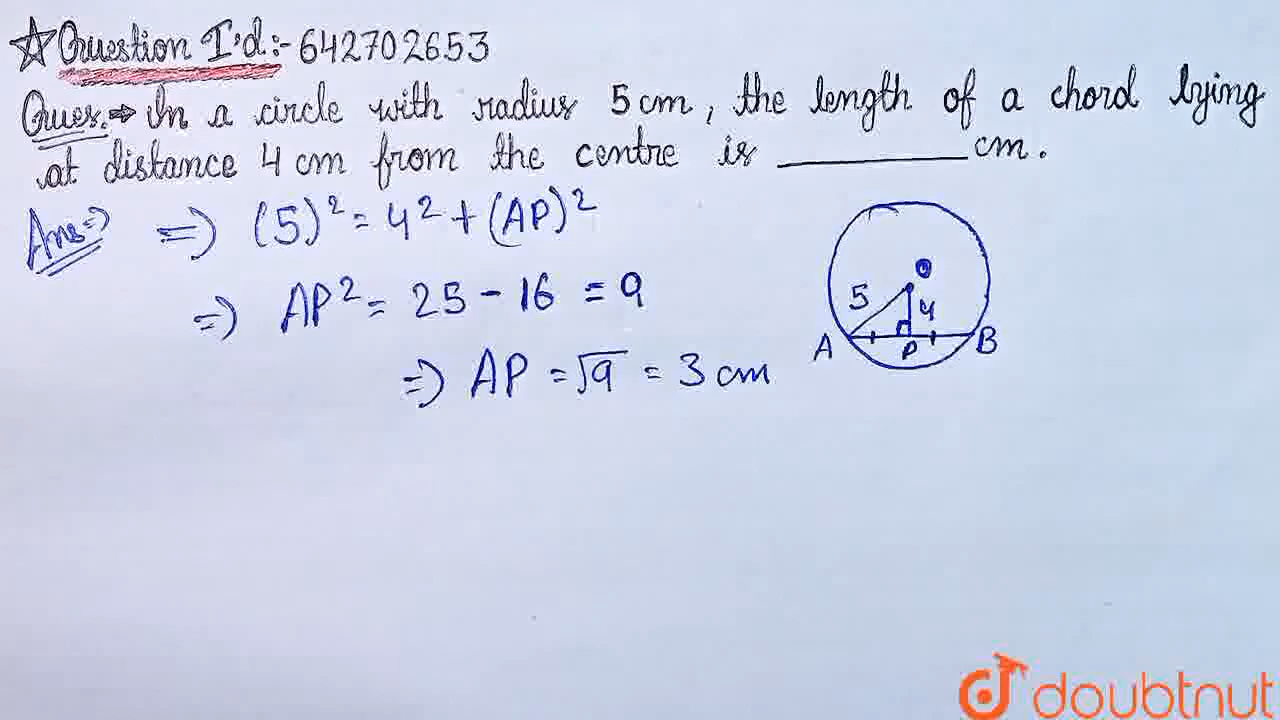 ☆ Question I'd:- 642702653
Ques. ⇒ In a circle with radius 5 cm, the length of a chord lying
at distance 4 cm from the centre is ________ cm.
Ans ⇒ ⇒) (5)² = 4² + (AP)²
⇒) AP² = 25 - 16 = 9
⇒) AP = √9 = 3 cm
O
5
4
A
P
B
doubtnut